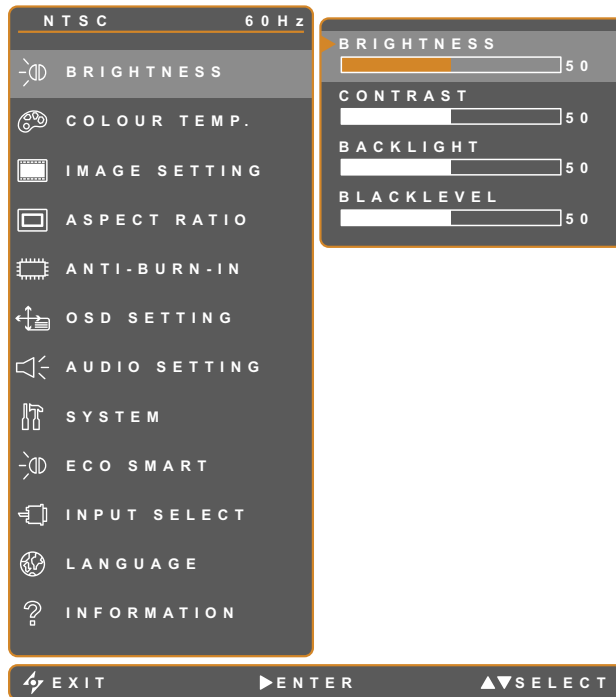 NTSC 60Hz
BRIGHTNESS
COLOUR TEMP.
IMAGE SETTING
ASPECT RATIO
ANTI-BURN-IN
OSD SETTING
AUDIO SETTING
SYSTEM
ECO SMART
INPUT SELECT
LANGUAGE
INFORMATION
BRIGHTNESS
50
CONTRAST
50
BACKLIGHT
50
BLACKLEVEL
50
EXIT ENTER SELECT